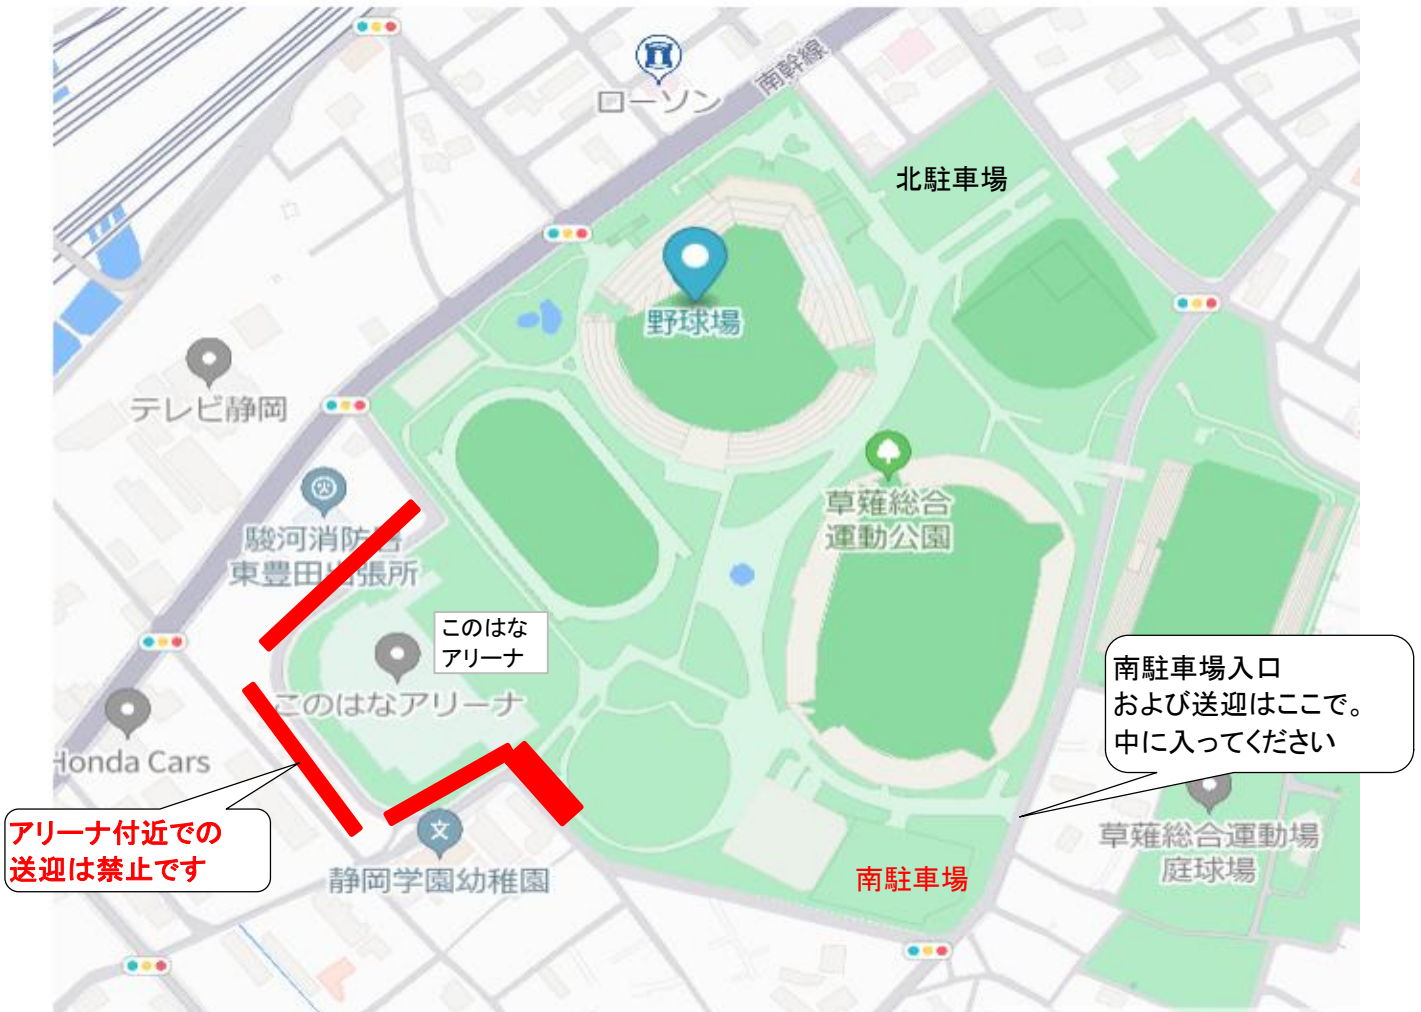 南幹線
ローソン
北駐車場
野球場
テレビ静岡
草薙総合
運動公園
駿河消防署
東豊田出張所
このはな
アリーナ
このはなアリーナ
南駐車場入口
および送迎はここで。
中に入ってください
Honda Cars
アリーナ付近での
送迎は禁止です
文
静岡学園幼稚園
南駐車場
草薙総合運動場
庭球場